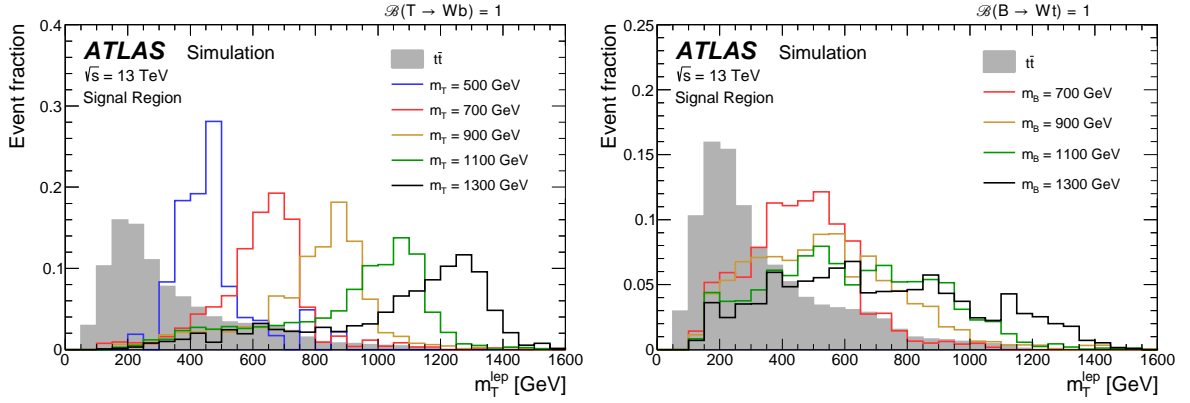 ℬ(T → Wb) = 1
ATLAS Simulation
√s = 13 TeV
Signal Region
tt̄
m_T = 500 GeV
m_T = 700 GeV
m_T = 900 GeV
m_T = 1100 GeV
m_T = 1300 GeV
Event fraction
0.4
0.3
0.2
0.1
0
0 200 400 600 800 1000 1200 1400 1600
m_T^lep [GeV]
ℬ(B → Wt) = 1
ATLAS Simulation
√s = 13 TeV
Signal Region
tt̄
m_B = 700 GeV
m_B = 900 GeV
m_B = 1100 GeV
m_B = 1300 GeV
Event fraction
0.25
0.2
0.15
0.1
0.05
0
0 200 400 600 800 1000 1200 1400 1600
m_T^lep [GeV]